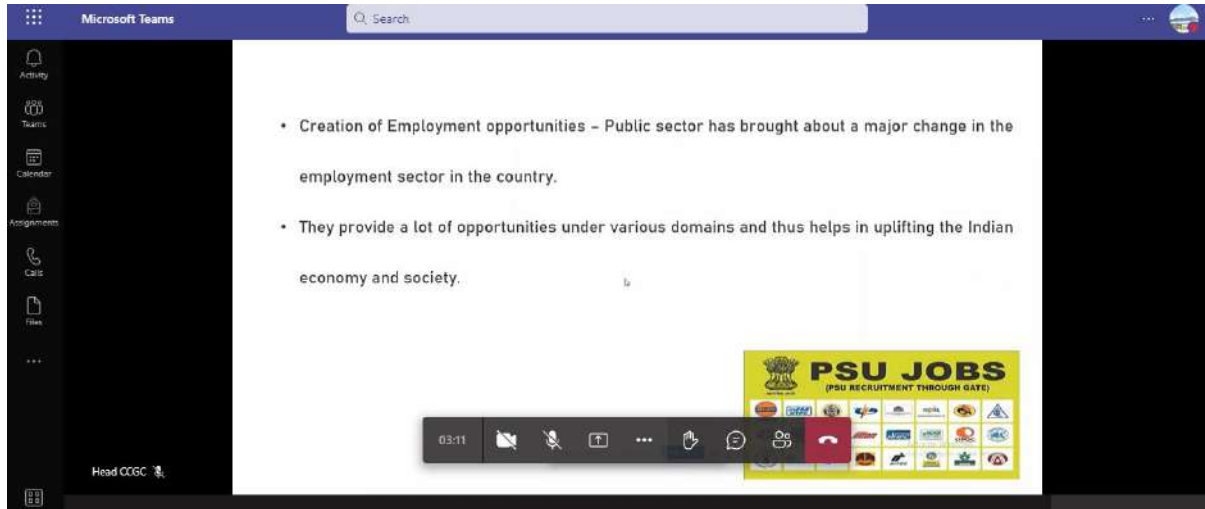 Microsoft Teams
Search
Activity
Teams
Calendar
Assignments
Calls
Files
• Creation of Employment opportunities – Public sector has brought about a major change in the
employment sector in the country.
• They provide a lot of opportunities under various domains and thus helps in uplifting the Indian
economy and society.
PSU JOBS
(PSU RECRUITMENT THROUGH GATE)
03:11
Head CCGC